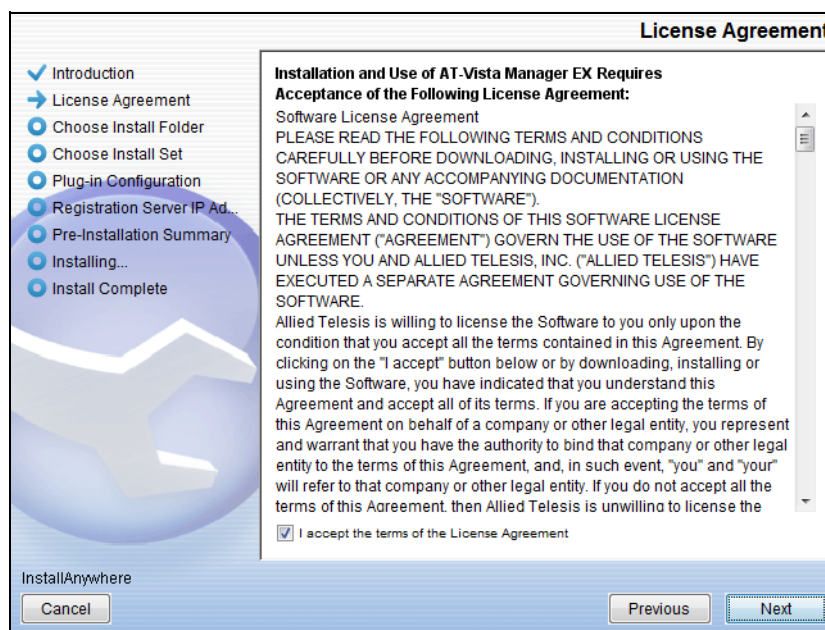 License Agreement
Introduction
License Agreement
Choose Install Folder
Choose Install Set
Plug-in Configuration
Registration Server IP Ad...
Pre-Installation Summary
Installing...
Install Complete
Installation and Use of AT-Vista Manager EX Requires
Acceptance of the Following License Agreement:
Software License Agreement
PLEASE READ THE FOLLOWING TERMS AND CONDITIONS
CAREFULLY BEFORE DOWNLOADING, INSTALLING OR USING THE
SOFTWARE OR ANY ACCOMPANYING DOCUMENTATION
(COLLECTIVELY, THE "SOFTWARE").
THE TERMS AND CONDITIONS OF THIS SOFTWARE LICENSE
AGREEMENT ("AGREEMENT") GOVERN THE USE OF THE SOFTWARE
UNLESS YOU AND ALLIED TELESIS, INC. ("ALLIED TELESIS") HAVE
EXECUTED A SEPARATE AGREEMENT GOVERNING USE OF THE
SOFTWARE.
Allied Telesis is willing to license the Software to you only upon the
condition that you accept all the terms contained in this Agreement. By
clicking on the "I accept" button below or by downloading, installing or
using the Software, you have indicated that you understand this
Agreement and accept all of its terms. If you are accepting the terms of
this Agreement on behalf of a company or other legal entity, you represent
and warrant that you have the authority to bind that company or other legal
entity to the terms of this Agreement, and, in such event, "you" and "your"
will refer to that company or other legal entity. If you do not accept all the
terms of this Agreement, then Allied Telesis is unwilling to license the
I accept the terms of the License Agreement
InstallAnywhere
Cancel
Previous
Next